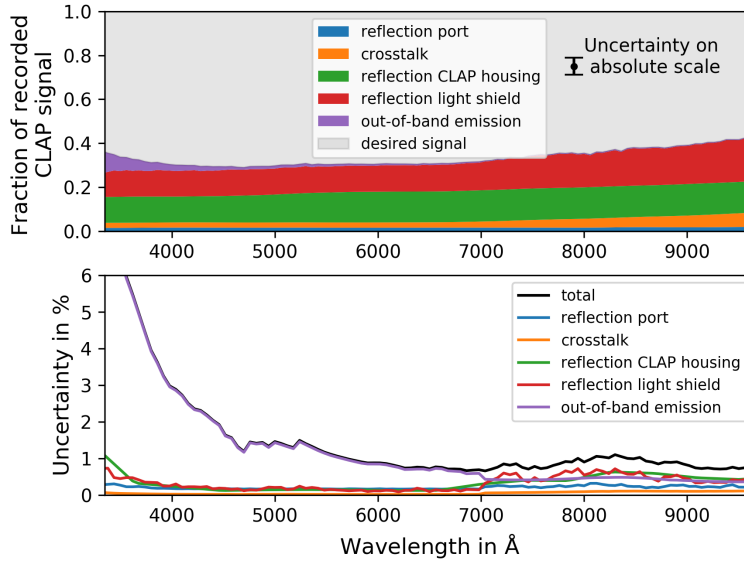 Fraction of recorded
CLAP signal
1.0
0.8
0.6
0.4
0.2
0.0
reflection port
crosstalk
reflection CLAP housing
reflection light shield
out-of-band emission
desired signal
Uncertainty on
absolute scale
4000 5000 6000 7000 8000 9000
Uncertainty in %
6
5
4
3
2
1
0
total
reflection port
crosstalk
reflection CLAP housing
reflection light shield
out-of-band emission
4000 5000 6000 7000 8000 9000
Wavelength in Å